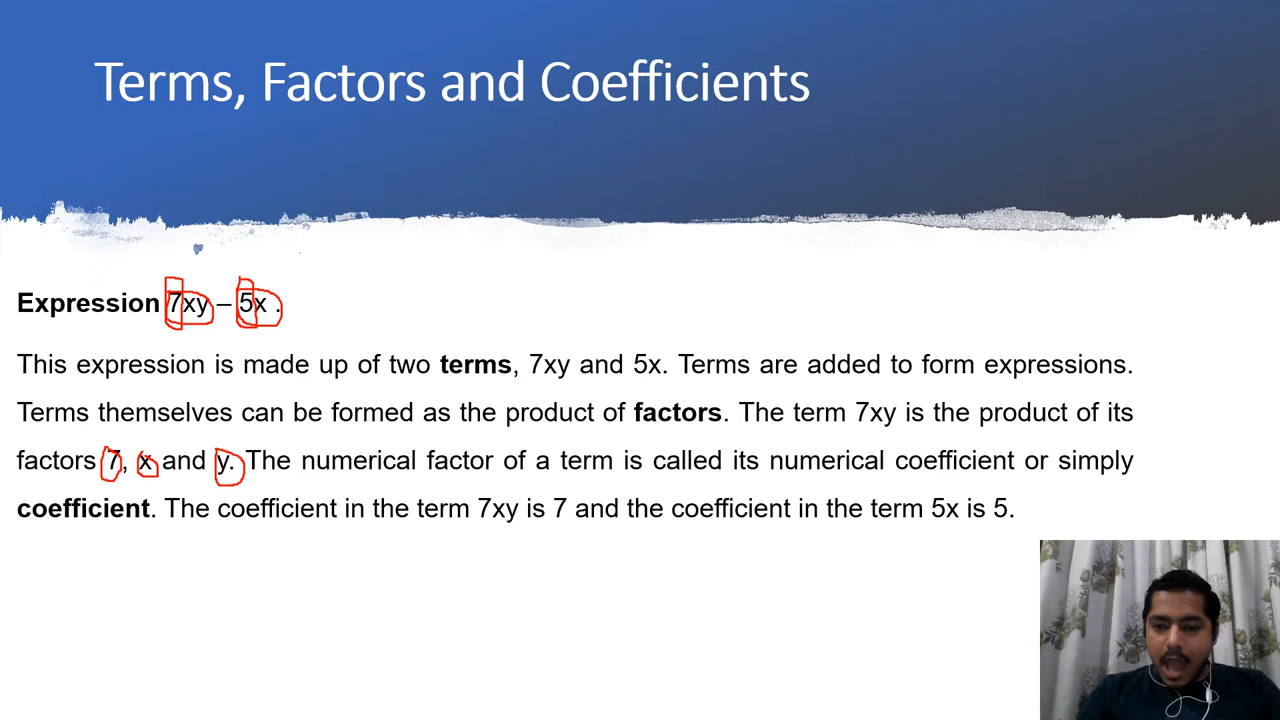 Terms, Factors and Coefficients
Expression 7xy – 5x .
This expression is made up of two terms, 7xy and 5x. Terms are added to form expressions.
Terms themselves can be formed as the product of factors. The term 7xy is the product of its
factors 7, x and y. The numerical factor of a term is called its numerical coefficient or simply
coefficient. The coefficient in the term 7xy is 7 and the coefficient in the term 5x is 5.